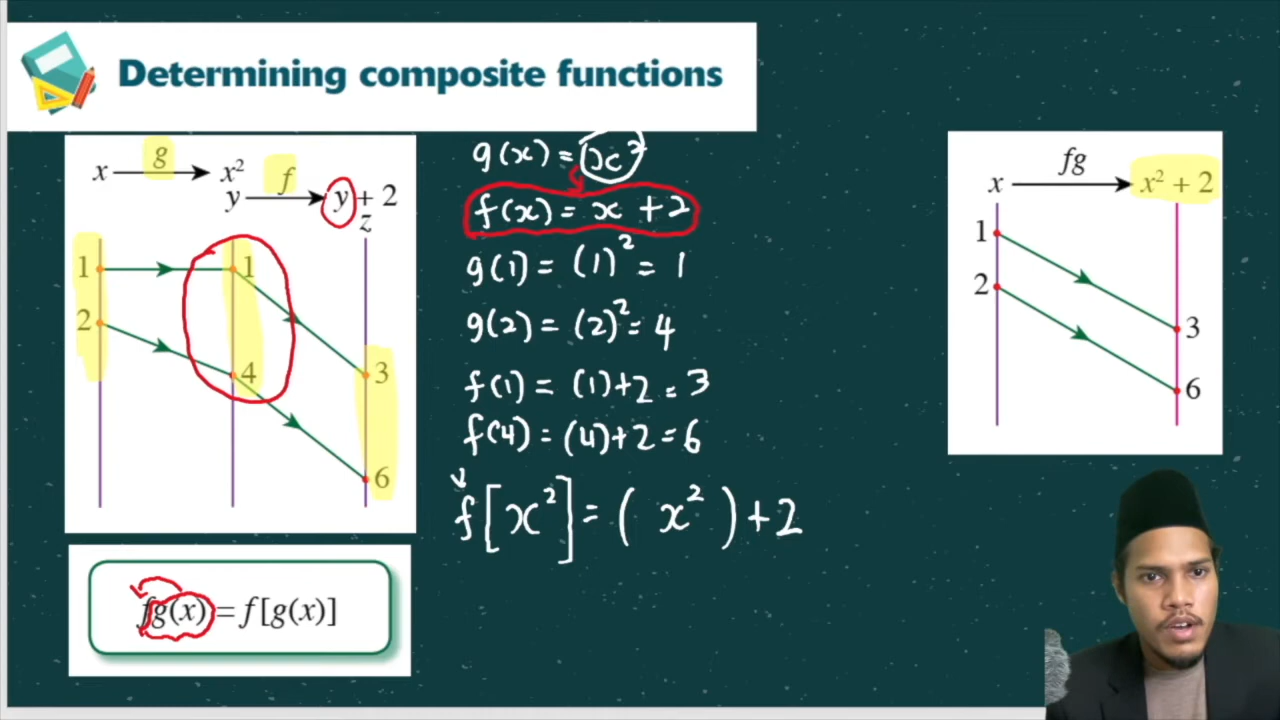 Determining composite functions
x g x²
y f y + 2
z
1 1
2
4 3
6
fg(x) = f[g(x)]
g(x) = x²
f(x) = x + 2
g(1) = (1)² = 1
g(2) = (2)² = 4
f(1) = (1)+2 = 3
f(4) = (4)+2 = 6
f[x²] = ( x² ) + 2
fg
x x² + 2
1
2
3
6